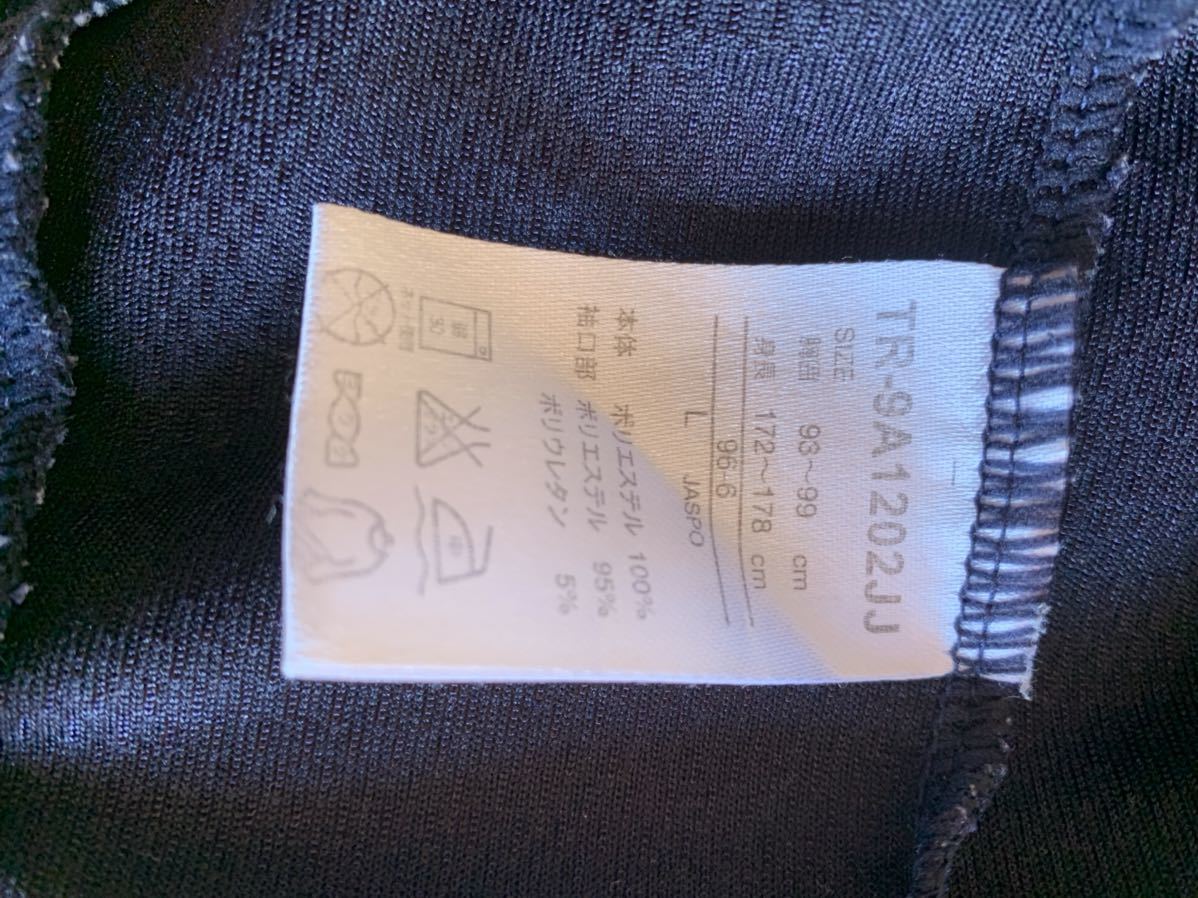 TR-9A1202JJ
SIZE
胸囲 93～99 cm
身長 172～178 cm
96-6
L JASPO
本体 ポリエステル 100%
袖口部 ポリエステル 95%
ポリウレタン 5%